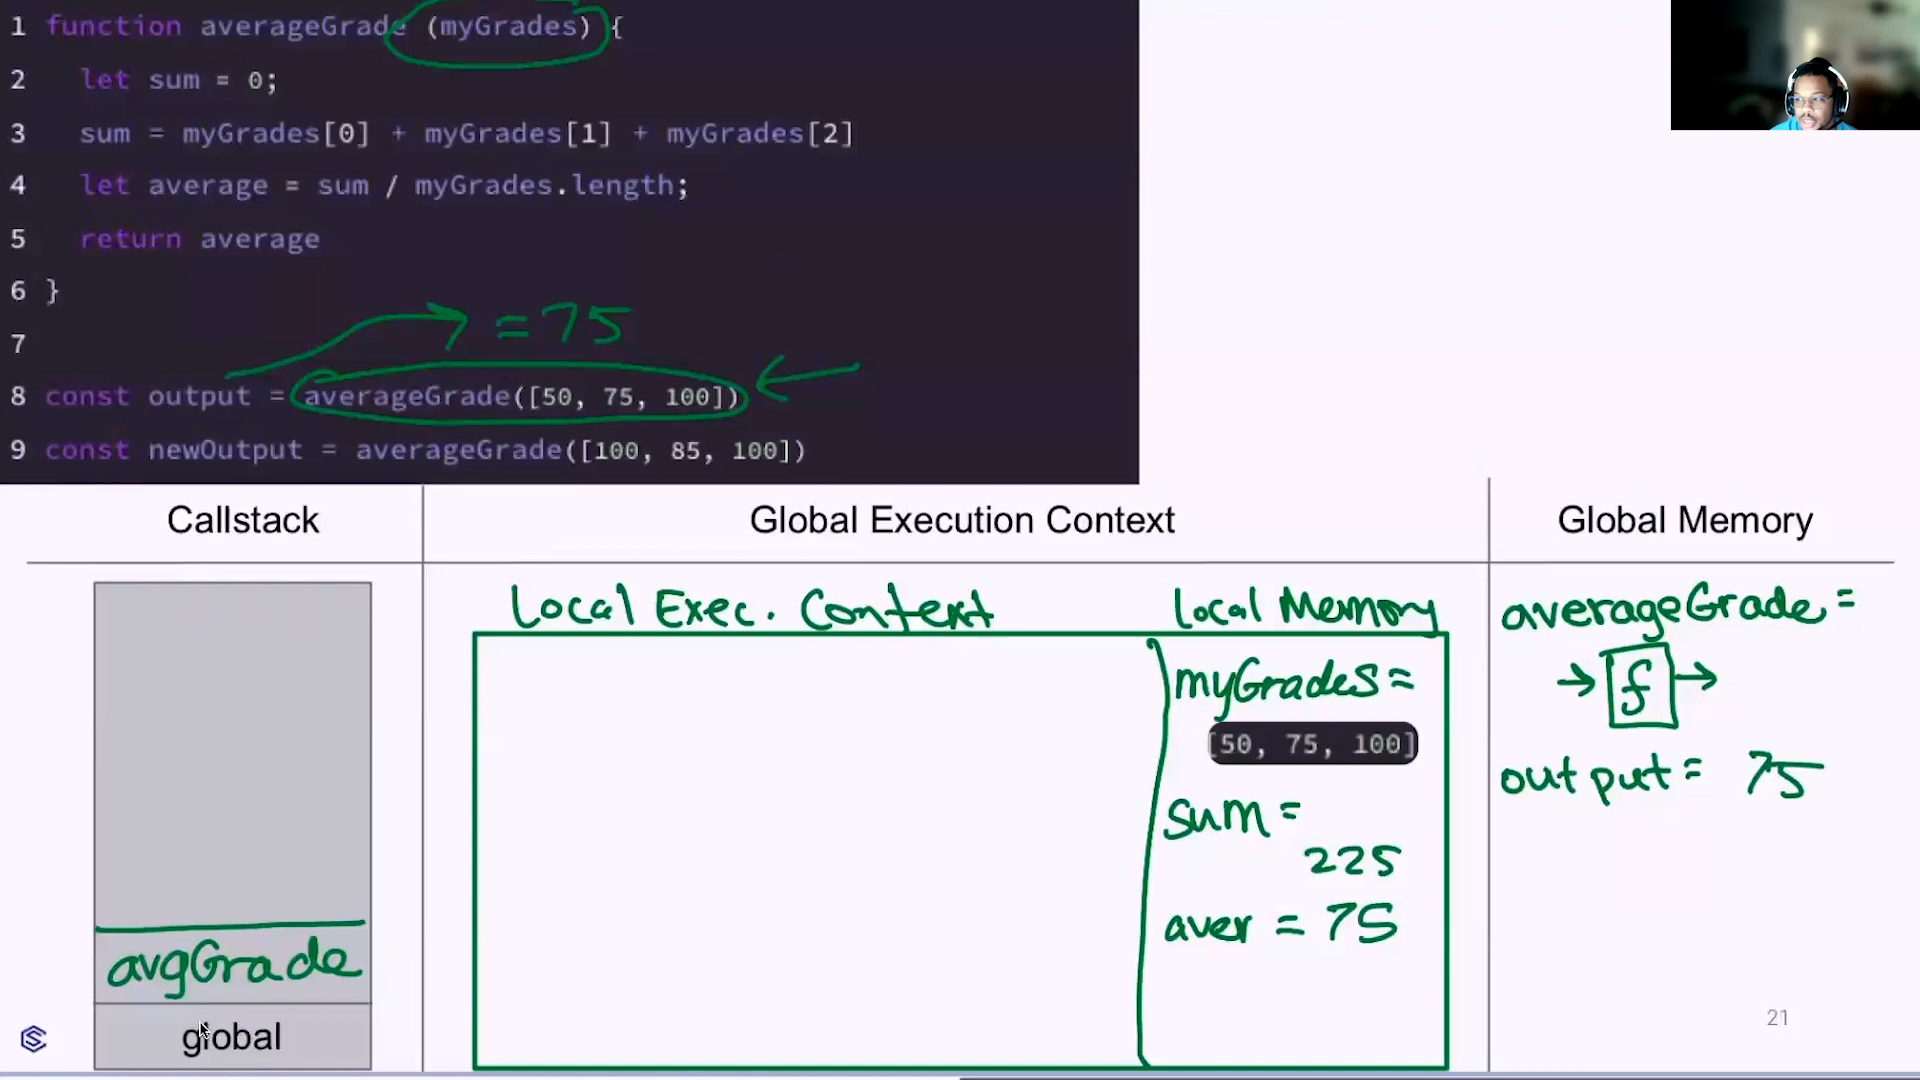 1 function averageGrade (myGrades) {
2 let sum = 0;
3 sum = myGrades[0] + myGrades[1] + myGrades[2]
4 let average = sum / myGrades.length;
5 return average
6 }
= 75
7
8 const output = averageGrade([50, 75, 100])
9 const newOutput = averageGrade([100, 85, 100])
Callstack
avgGrade
global
Global Execution Context
Local Exec. Context
local Memory
myGrades =
[50, 75, 100]
sum =
225
aver = 75
Global Memory
averageGrade =
f
output = 75
21